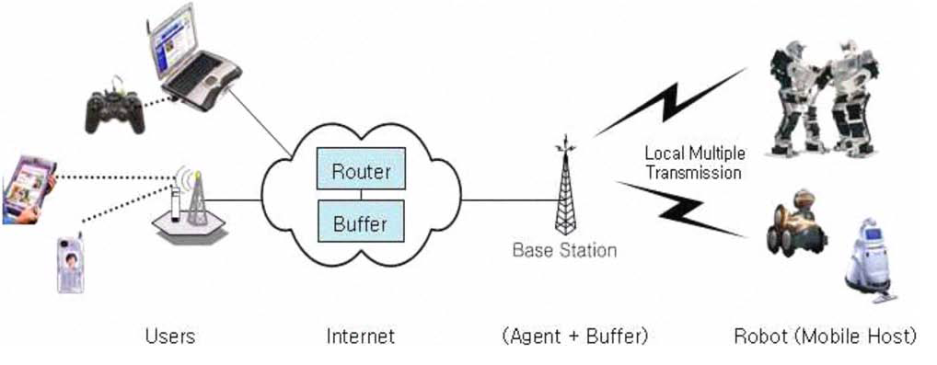 Router
Buffer
Local Multiple
Transmission
Base Station
Users
Internet
(Agent + Buffer)
Robot (Mobile Host)